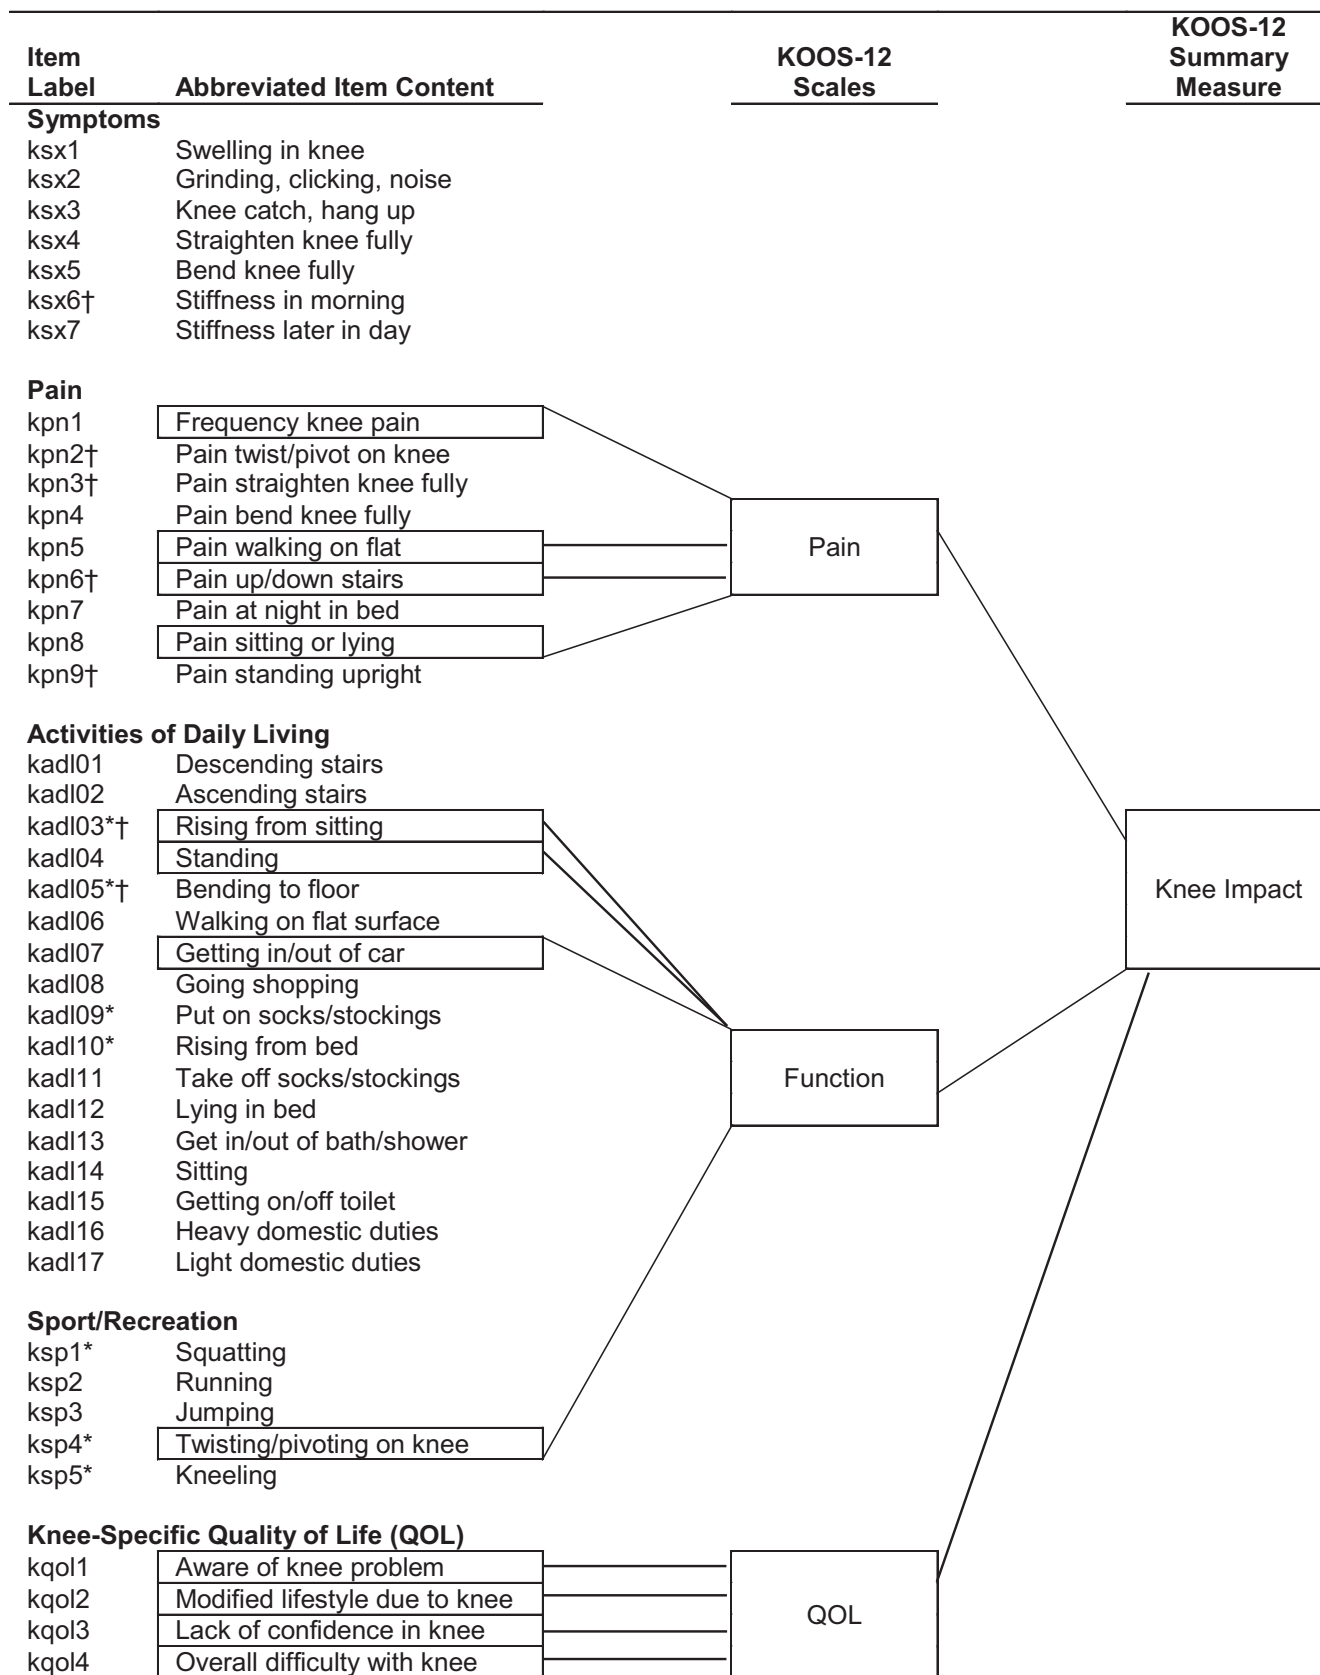 KOOS-12
Item KOOS-12 Summary
Label Abbreviated Item Content Scales Measure
Symptoms
ksx1 Swelling in knee
ksx2 Grinding, clicking, noise
ksx3 Knee catch, hang up
ksx4 Straighten knee fully
ksx5 Bend knee fully
ksx6† Stiffness in morning
ksx7 Stiffness later in day
Pain
kpn1 Frequency knee pain
kpn2† Pain twist/pivot on knee
kpn3† Pain straighten knee fully
kpn4 Pain bend knee fully
kpn5 Pain walking on flat Pain
kpn6† Pain up/down stairs
kpn7 Pain at night in bed
kpn8 Pain sitting or lying
kpn9† Pain standing upright
Activities of Daily Living
kadl01 Descending stairs
kadl02 Ascending stairs
kadl03*† Rising from sitting
kadl04 Standing
kadl05*† Bending to floor Knee Impact
kadl06 Walking on flat surface
kadl07 Getting in/out of car
kadl08 Going shopping
kadl09* Put on socks/stockings
kadl10* Rising from bed
kadl11 Take off socks/stockings Function
kadl12 Lying in bed
kadl13 Get in/out of bath/shower
kadl14 Sitting
kadl15 Getting on/off toilet
kadl16 Heavy domestic duties
kadl17 Light domestic duties
Sport/Recreation
ksp1* Squatting
ksp2 Running
ksp3 Jumping
ksp4* Twisting/pivoting on knee
ksp5* Kneeling
Knee-Specific Quality of Life (QOL)
kqol1 Aware of knee problem
kqol2 Modified lifestyle due to knee
QOL
kqol3 Lack of confidence in knee
kqol4 Overall difficulty with knee